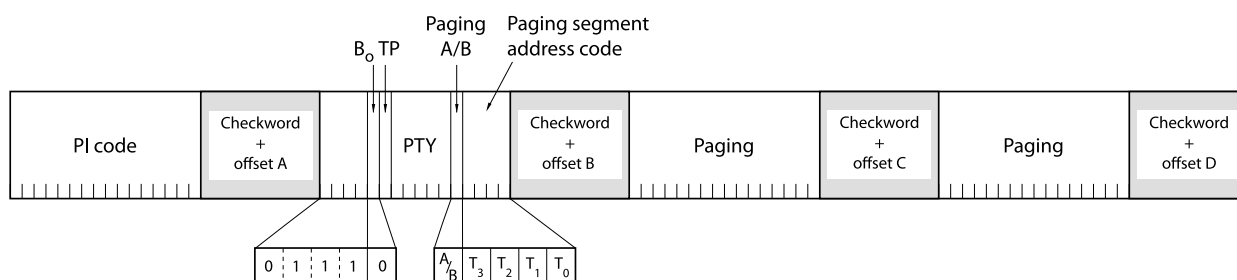 Paging Paging segment
B₀ TP A/B address code
PI code
Checkword
+
offset A
PTY
Checkword
+
offset B
Paging
Checkword
+
offset C
Paging
Checkword
+
offset D
0 1 1 1 0
A/B T₃ T₂ T₁ T₀